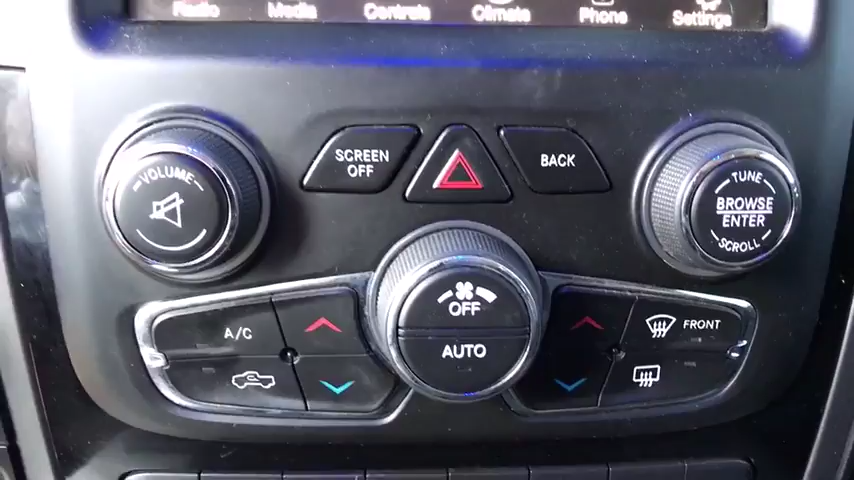 Radio Media Controls Climate Phone Settings
SCREEN
OFF
BACK
VOLUME
TUNE
BROWSE
ENTER
SCROLL
OFF
AUTO
A/C
FRONT